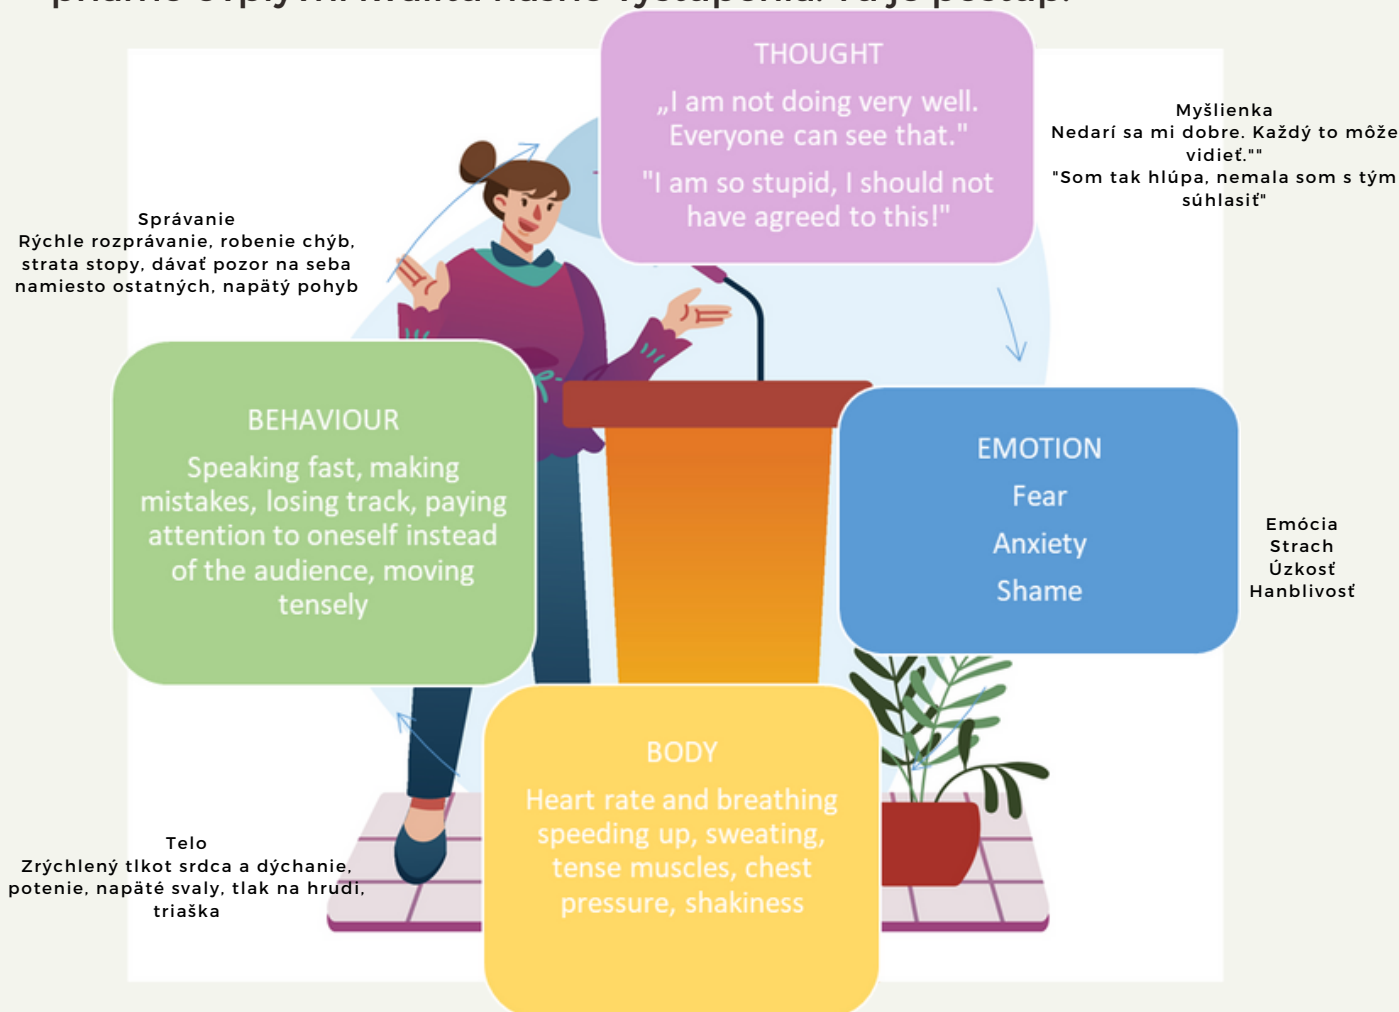 THOUGHT
„I am not doing very well.
Everyone can see that."
"I am so stupid, I should not
have agreed to this!"
Myšlienka
Nedarí sa mi dobre. Každý to môže
vidieť.""
"Som tak hlúpa, nemala som s tým
súhlasiť"
Správanie
Rýchle rozprávanie, robenie chýb,
strata stopy, dávať pozor na seba
namiesto ostatných, napätý pohyb
BEHAVIOUR
Speaking fast, making
mistakes, losing track, paying
attention to oneself instead
of the audience, moving
tensely
EMOTION
Fear
Anxiety
Shame
Emócia
Strach
Úzkosť
Hanblivosť
BODY
Heart rate and breathing
speeding up, sweating,
tense muscles, chest
pressure, shakiness
Telo
Zrýchlený tlkot srdca a dýchanie,
potenie, napäté svaly, tlak na hrudi,
triaška